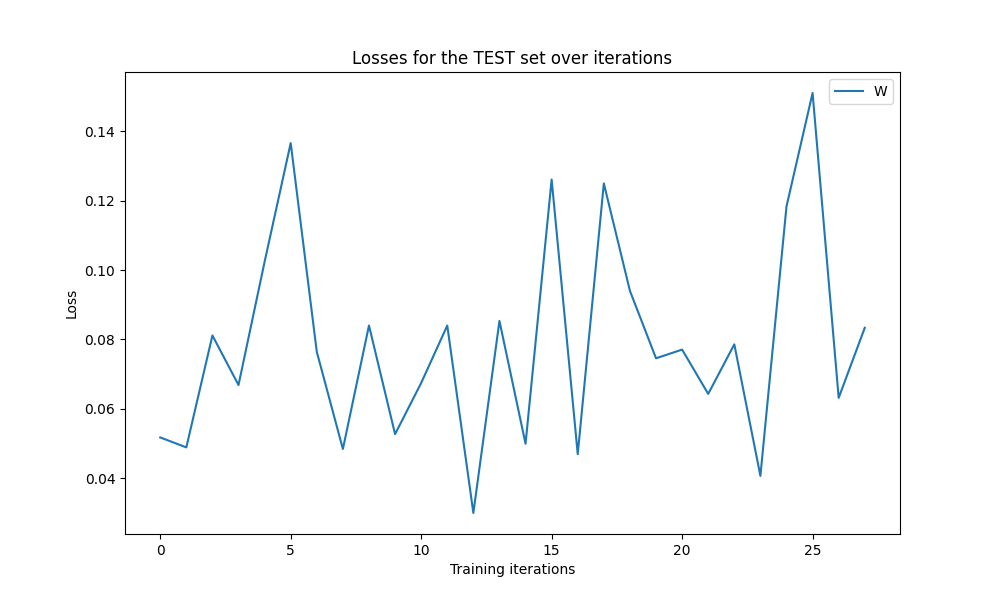 Losses for the TEST set over iterations
W
0.14
0.12
0.10
0.08
0.06
0.04
Loss
0 5 10 15 20 25
Training iterations